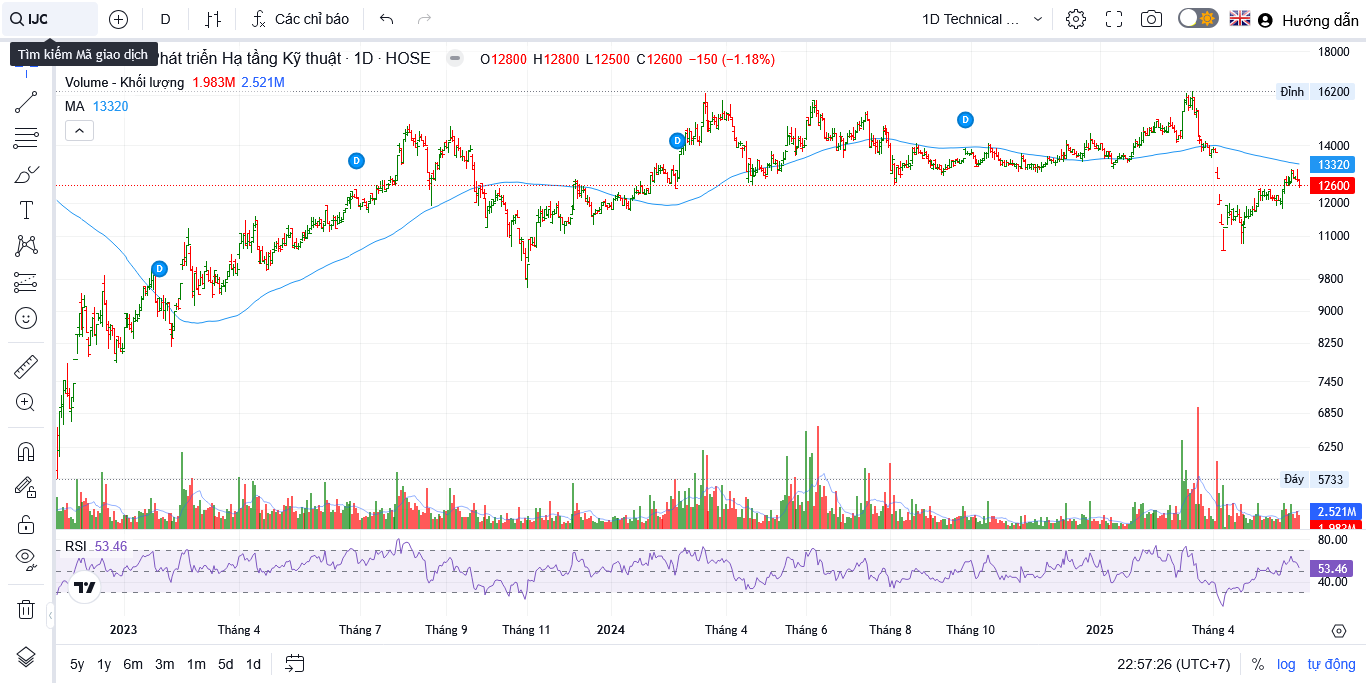 IJC
D
Các chỉ báo
1D Technical ...
Hướng dẫn
Tìm kiếm Mã giao dịch
Phát triển Hạ tầng Kỹ thuật · 1D · HOSE
O12800 H12800 L12500 C12600 −150 (−1.18%)
Volume - Khối lượng 1.983M 2.521M
MA 13320
18000
Đỉnh 16200
14000
13320
12600
12000
11000
9800
9000
8250
7450
6850
6250
Đáy 5733
2.521M
1.983M
D
D
D
D
RSI 53.46
80.00
53.46
40.00
2023 Tháng 4 Tháng 7 Tháng 9 Tháng 11 2024 Tháng 4 Tháng 6 Tháng 8 Tháng 10 2025 Tháng 4
5y 1y 6m 3m 1m 5d 1d
22:57:26 (UTC+7) % log tự động